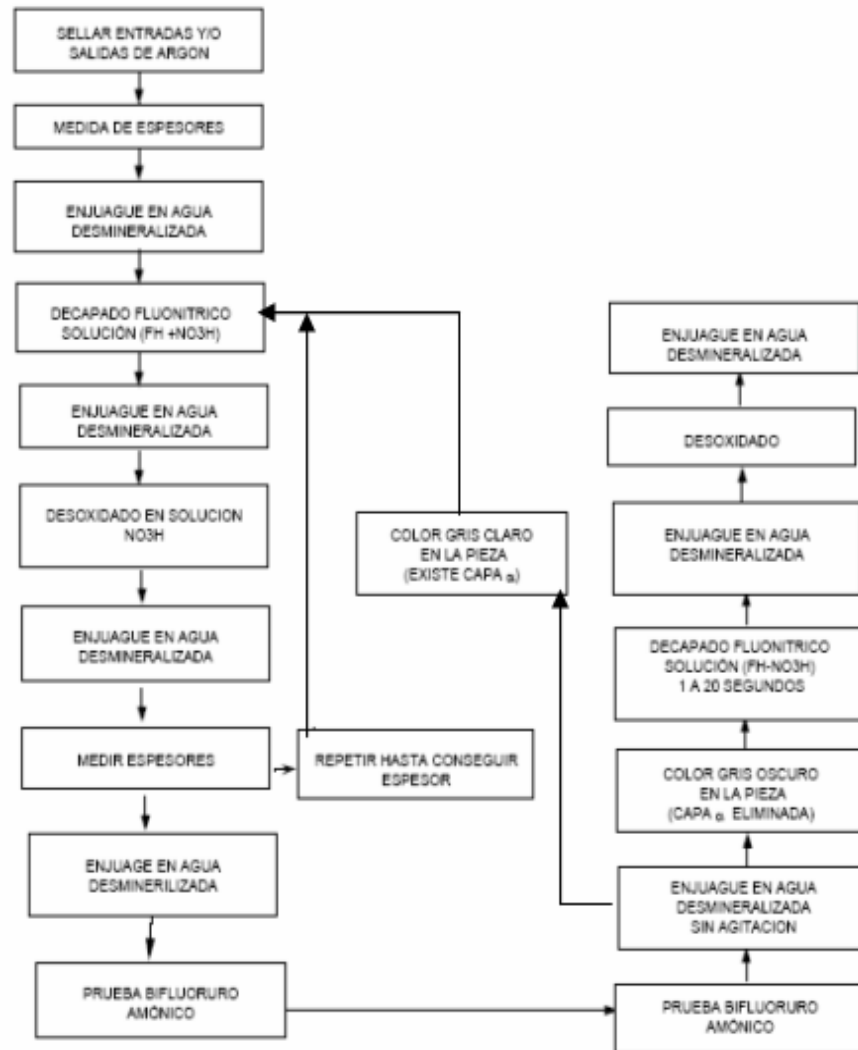 SELLAR ENTRADAS Y/O
SALIDAS DE ARGON
MEDIDA DE ESPESORES
ENJUAGUE EN AGUA
DESMINERALIZADA
DECAPADO FLUONITRICO
SOLUCIÓN (FH +NO3H)
ENJUAGUE EN AGUA
DESMINERALIZADA
DESOXIDADO EN SOLUCION
NO3H
ENJUAGUE EN AGUA
DESMINERALIZADA
MEDIR ESPESORES
REPETIR HASTA CONSEGUIR
ESPESOR
ENJUAGE EN AGUA
DESMINERILIZADA
PRUEBA BIFLUORURO
AMÓNICO
COLOR GRIS CLARO
EN LA PIEZA
(EXISTE CAPA α)
ENJUAGUE EN AGUA
DESMINERALIZADA
DESOXIDADO
ENJUAGUE EN AGUA
DESMINERALIZADA
DECAPADO FLUONITRICO
SOLUCIÓN (FH-NO3H)
1 A 20 SEGUNDOS
COLOR GRIS OSCURO
EN LA PIEZA
(CAPA α ELIMINADA)
ENJUAGUE EN AGUA
DESMINERALIZADA
SIN AGITACION
PRUEBA BIFLUORURO
AMÓNICO